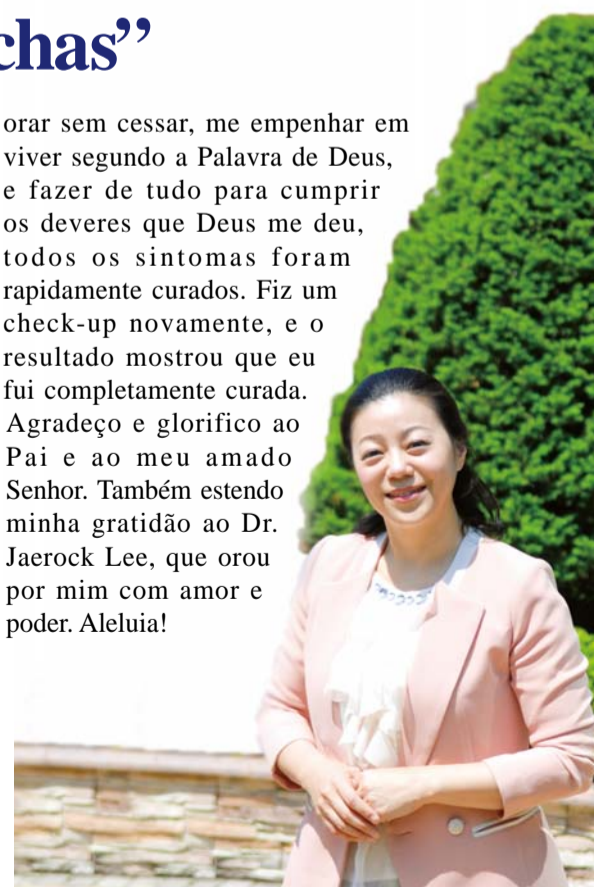 chas”
orar sem cessar, me empenhar em
viver segundo a Palavra de Deus,
e fazer de tudo para cumprir
os deveres que Deus me deu,
todos os sintomas foram
rapidamente curados. Fiz um
check-up novamente, e o
resultado mostrou que eu
fui completamente curada.
Agradeço e glorifico ao
Pai e ao meu amado
Senhor. Também estendo
minha gratidão ao Dr.
Jaerock Lee, que orou
por mim com amor e
poder. Aleluia!